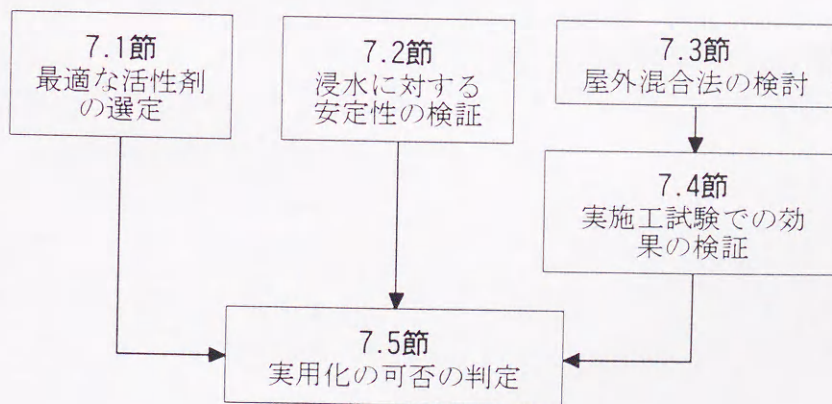 7.1節
最適な活性剤
の選定
7.2節
浸水に対する
安定性の検証
7.3節
屋外混合法の検討
7.4節
実施工試験での効
果の検証
7.5節
実用化の可否の判定